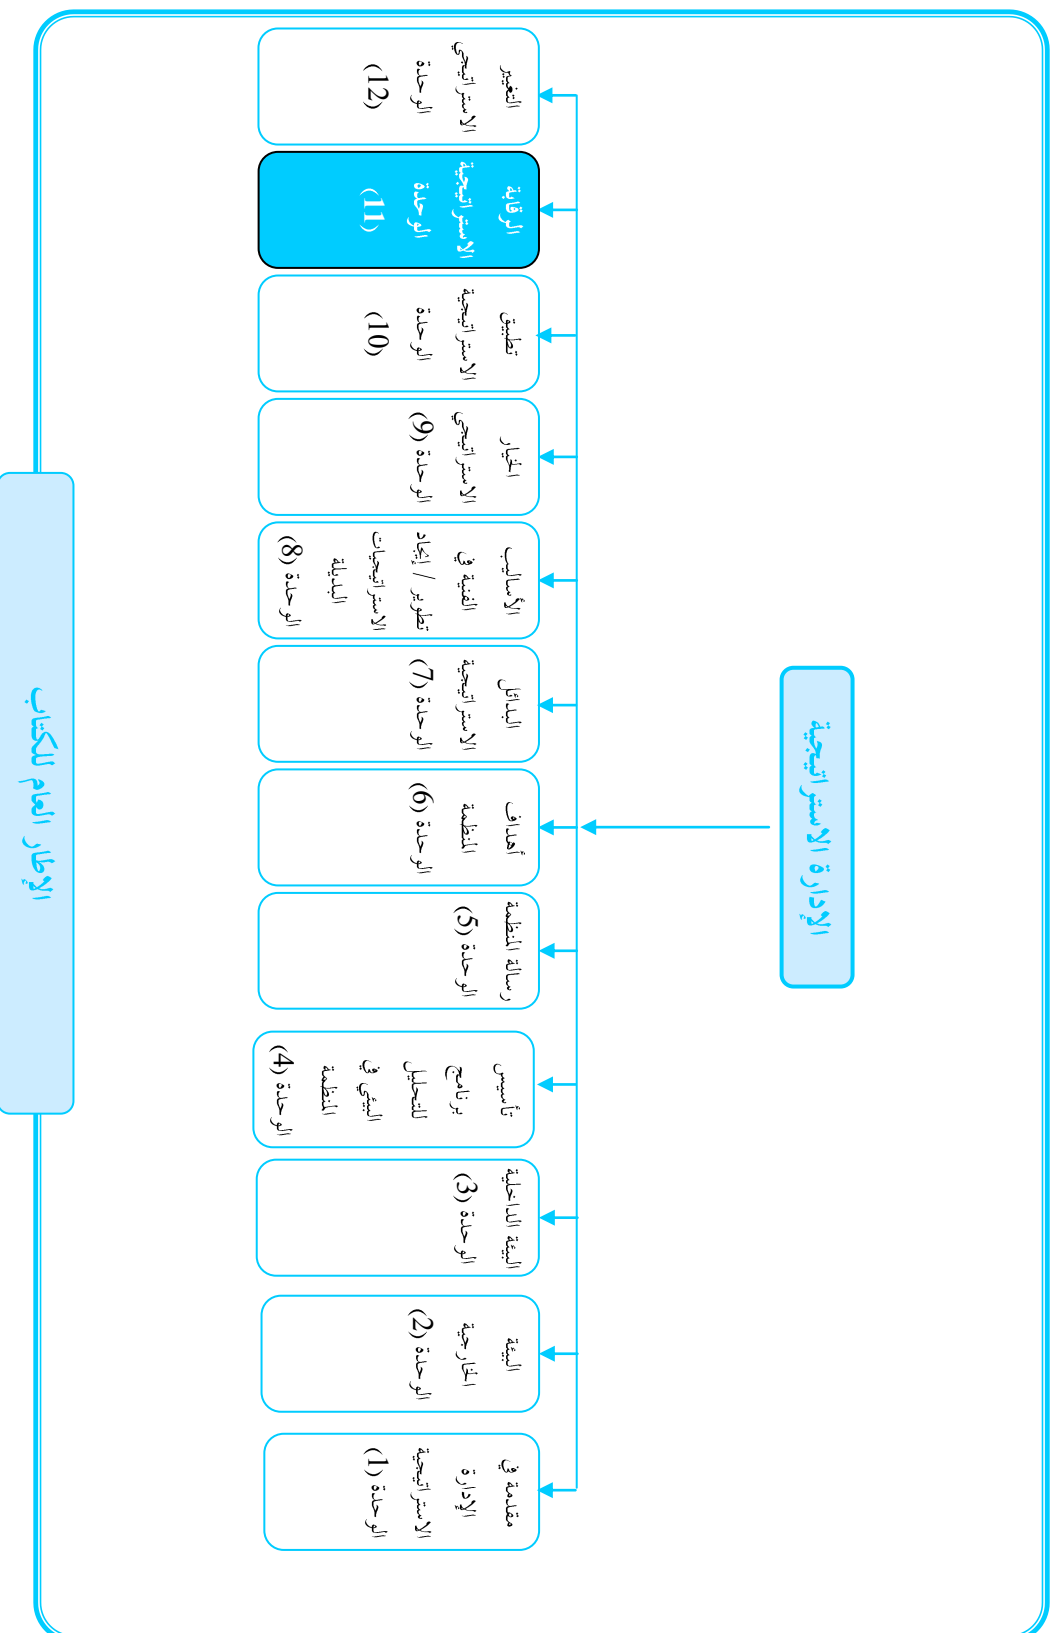 الإدارة الاستراتيجية
مقدمة في
الإدارة
الاستراتيجية
الوحدة (1)
البيئة
الخارجية
الوحدة (2)
البيئة الداخلية
الوحدة (3)
تأسيس
برنامج
للتحليل
البيئي في
المنظمة
الوحدة (4)
رسالة المنظمة
الوحدة (5)
أهداف
المنظمة
الوحدة (6)
البدائل
الاستراتيجية
الوحدة (7)
الأساليب
الفنية في
تطوير / إيجاد
الاستراتيجيات
البديلة
الوحدة (8)
الخيار
الاستراتيجي
الوحدة (9)
تطبيق
الاستراتيجية
الوحدة
(10)
الرقابة
الاستراتيجية
الوحدة
(11)
التغيير
الاستراتيجي
الوحدة
(12)
الإطار العام للكتاب